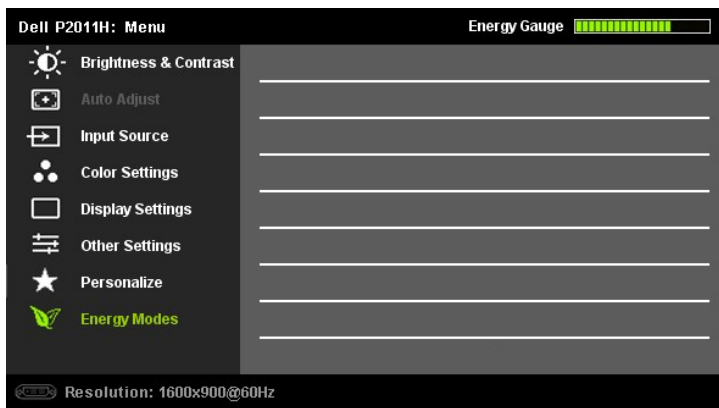 Dell P2011H: Menu
Energy Gauge
Brightness & Contrast
Auto Adjust
Input Source
Color Settings
Display Settings
Other Settings
Personalize
Energy Modes
Resolution: 1600x900@60Hz